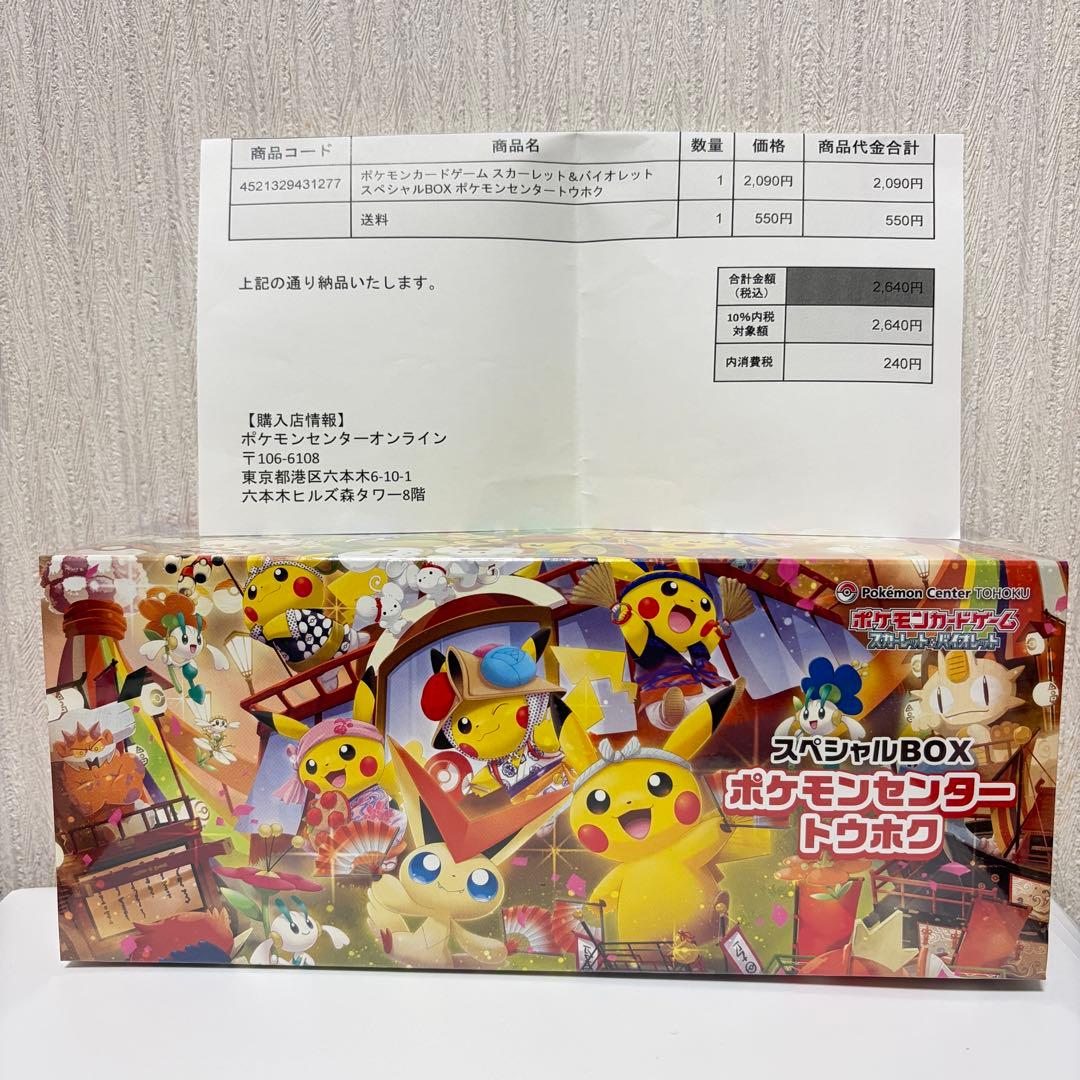 商品コード 商品名 数量 価格 商品代金合計
4521329431277 ポケモンカードゲーム スカーレット&バイオレット
スペシャルBOX ポケモンセンタートウホク 1 2,090円 2,090円
送料 1 550円 550円
上記の通り納品いたします。
合計金額
(税込) 2,640円
10%内税
対象額 2,640円
内消費税 240円
【購入店情報】
ポケモンセンターオンライン
〒106-6108
東京都港区六本木6-10-1
六本木ヒルズ森タワー8階
Pokémon Center TOHOKU
ポケモンカードゲーム
スカーレット&バイオレット
スペシャルBOX
ポケモンセンター
トウホク